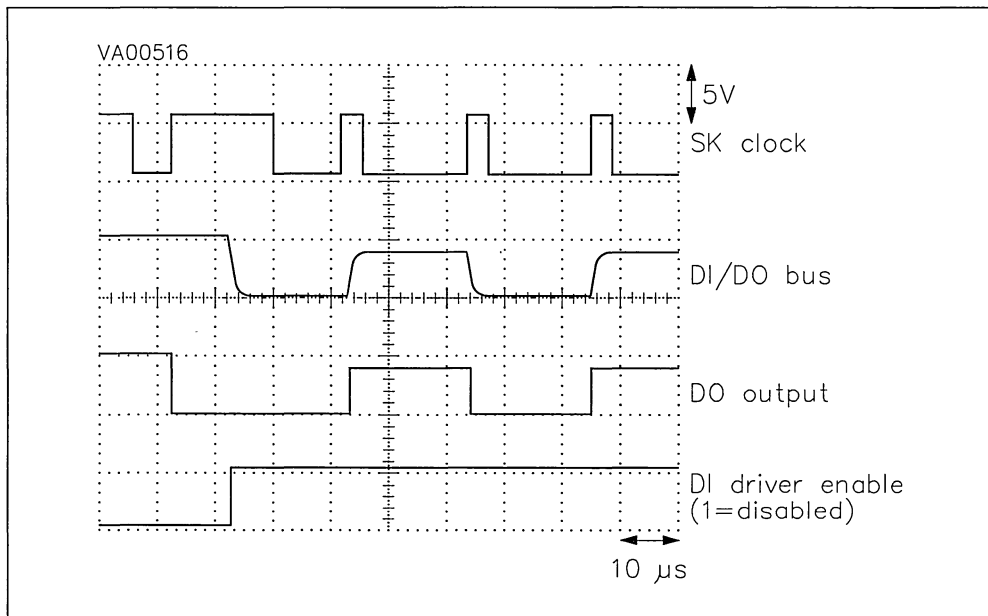 VA00516
5V
SK clock
DI/DO bus
DO output
DI driver enable
(1=disabled)
10 µs